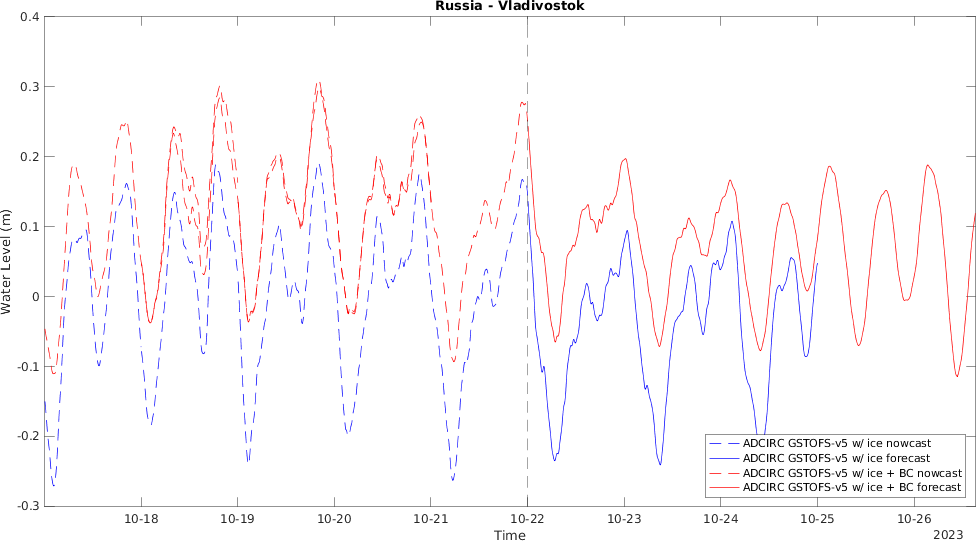 Russia - Vladivostok
0.4
0.3
0.2
0.1
0
-0.1
-0.2
-0.3
Water Level (m)
ADCIRC GSTOFS-v5 w/ ice nowcast
ADCIRC GSTOFS-v5 w/ ice forecast
ADCIRC GSTOFS-v5 w/ ice + BC nowcast
ADCIRC GSTOFS-v5 w/ ice + BC forecast
10-18 10-19 10-20 10-21 10-22 10-23 10-24 10-25 10-26
Time 2023